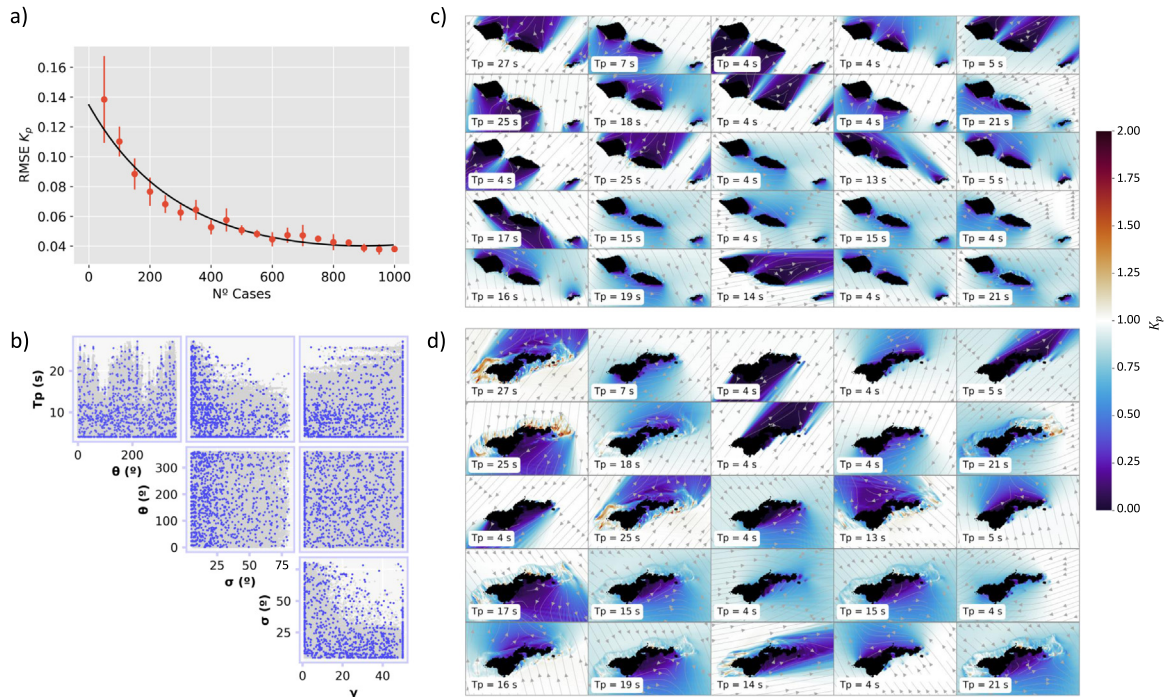 a)
0.16
0.14
0.12
0.10
0.08
0.06
0.04
RMSE Kp
0 200 400 600 800 1000
Nº Cases
b)
Tp (s)
20
10
0 200
θ (º)
θ (º)
300
200
100
0
25 50 75
σ (º)
σ (º)
75
50
25
0 20 40
γ
c)
Tp = 27 s Tp = 7 s Tp = 4 s Tp = 4 s Tp = 5 s
Tp = 25 s Tp = 18 s Tp = 4 s Tp = 4 s Tp = 21 s
Tp = 4 s Tp = 25 s Tp = 4 s Tp = 13 s Tp = 5 s
Tp = 17 s Tp = 15 s Tp = 4 s Tp = 15 s Tp = 4 s
Tp = 16 s Tp = 19 s Tp = 14 s Tp = 4 s Tp = 21 s
d)
Tp = 27 s Tp = 7 s Tp = 4 s Tp = 4 s Tp = 5 s
Tp = 25 s Tp = 18 s Tp = 4 s Tp = 4 s Tp = 21 s
Tp = 4 s Tp = 25 s Tp = 4 s Tp = 13 s Tp = 5 s
Tp = 17 s Tp = 15 s Tp = 4 s Tp = 15 s Tp = 4 s
Tp = 16 s Tp = 19 s Tp = 14 s Tp = 4 s Tp = 21 s
2.00
1.75
1.50
1.25
1.00
0.75
0.50
0.25
0.00
Kp